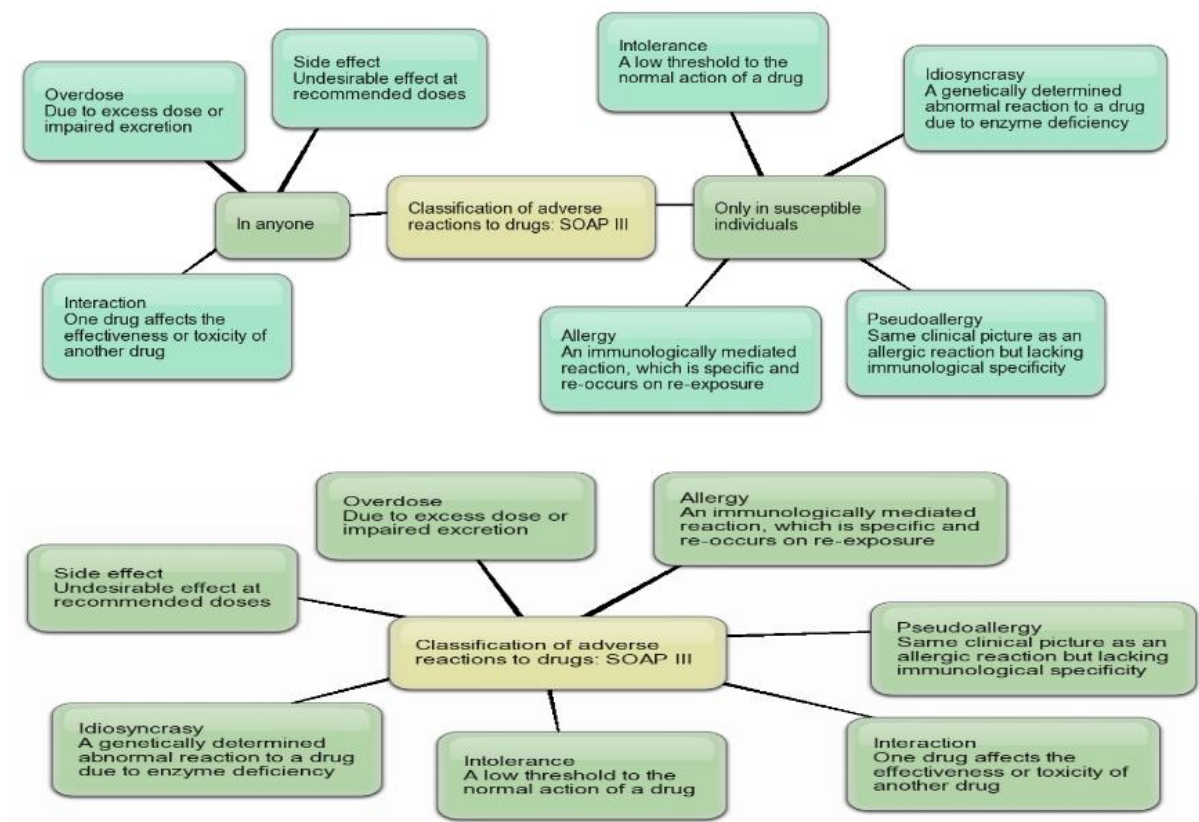 Overdose
Due to excess dose or
impaired excretion
Side effect
Undesirable effect at
recommended doses
Intolerance
A low threshold to the
normal action of a drug
Idiosyncrasy
A genetically determined
abnormal reaction to a drug
due to enzyme deficiency
In anyone
Classification of adverse
reactions to drugs: SOAP III
Only in susceptible
individuals
Interaction
One drug affects the
effectiveness or toxicity of
another drug
Allergy
An immunologically mediated
reaction, which is specific and
re-occurs on re-exposure
Pseudoallergy
Same clinical picture as an
allergic reaction but lacking
immunological specificity
Overdose
Due to excess dose or
impaired excretion
Allergy
An immunologically mediated
reaction, which is specific and
re-occurs on re-exposure
Side effect
Undesirable effect at
recommended doses
Classification of adverse
reactions to drugs: SOAP III
Pseudoallergy
Same clinical picture as an
allergic reaction but lacking
immunological specificity
Idiosyncrasy
A genetically determined
abnormal reaction to a drug
due to enzyme deficiency
Intolerance
A low threshold to the
normal action of a drug
Interaction
One drug affects the
effectiveness or toxicity of
another drug